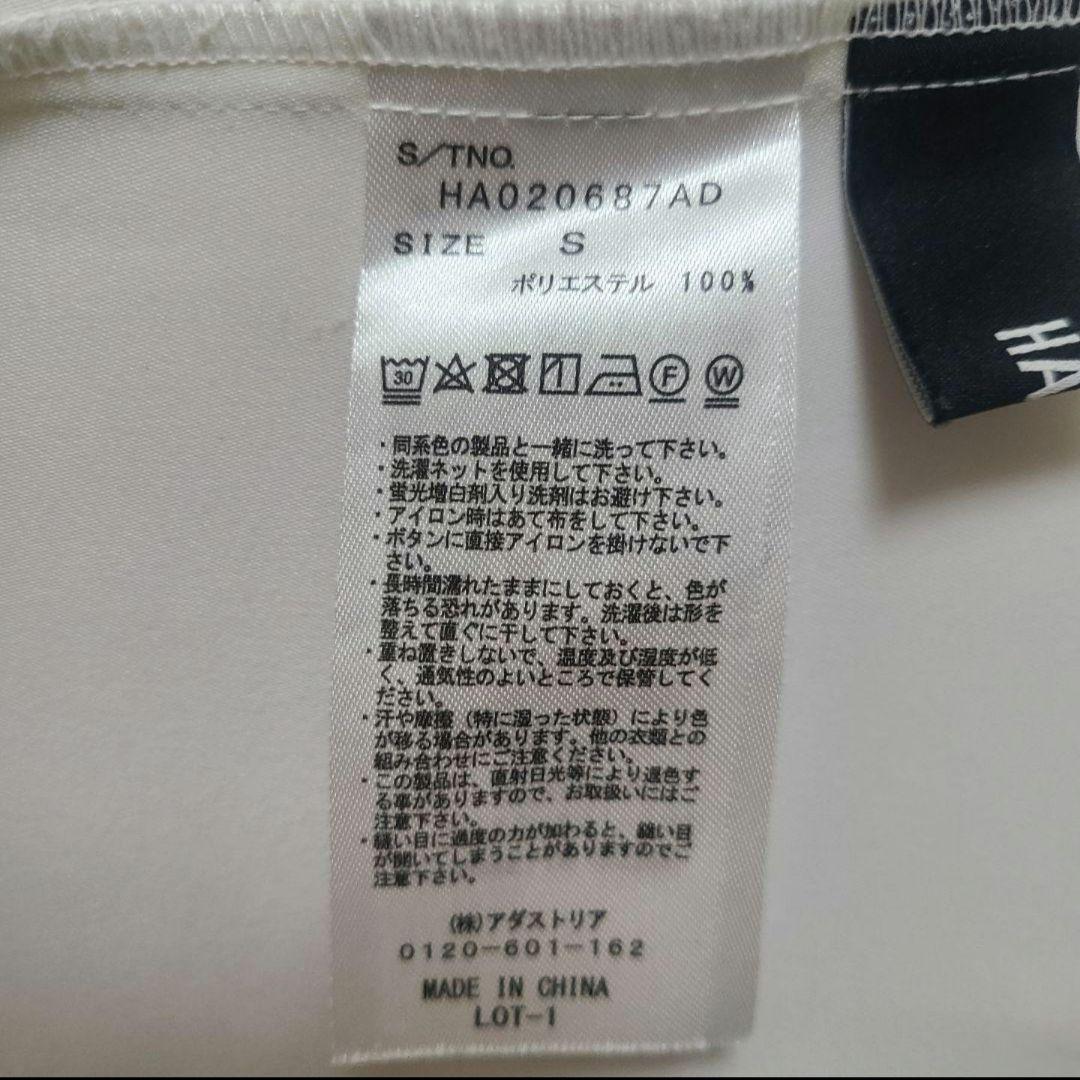 S/TNO.
HA020687AD
SIZE S
ポリエステル 100%
30
F
W
・同系色の製品と一緒に洗って下さい。
・洗濯ネットを使用して下さい。
・蛍光増白剤入り洗剤はお避け下さい。
・アイロン時はあて布をして下さい。
・ボタンに直接アイロンを掛けないで下
さい。
・長時間濡れたままにしておくと、色が
落ちる恐れがあります。洗濯後は形を
整えて直ぐに干して下さい。
・重ね置きしないで、温度及び湿度が低
く、通気性のよいところで保管してく
ださい。
・汗や摩擦（特に湿った状態）により色
が移る場合があります。他の衣類との
組み合わせにご注意ください。
・この製品は、直射日光等により退色す
る事がありますので、お取扱いにはご
注意下さい。
・縫い目に過度の力が加わると、縫い目
が開いてしまうことがありますのでご
注意下さい。
(株)アダストリア
0120-601-162
MADE IN CHINA
LOT-1
HA